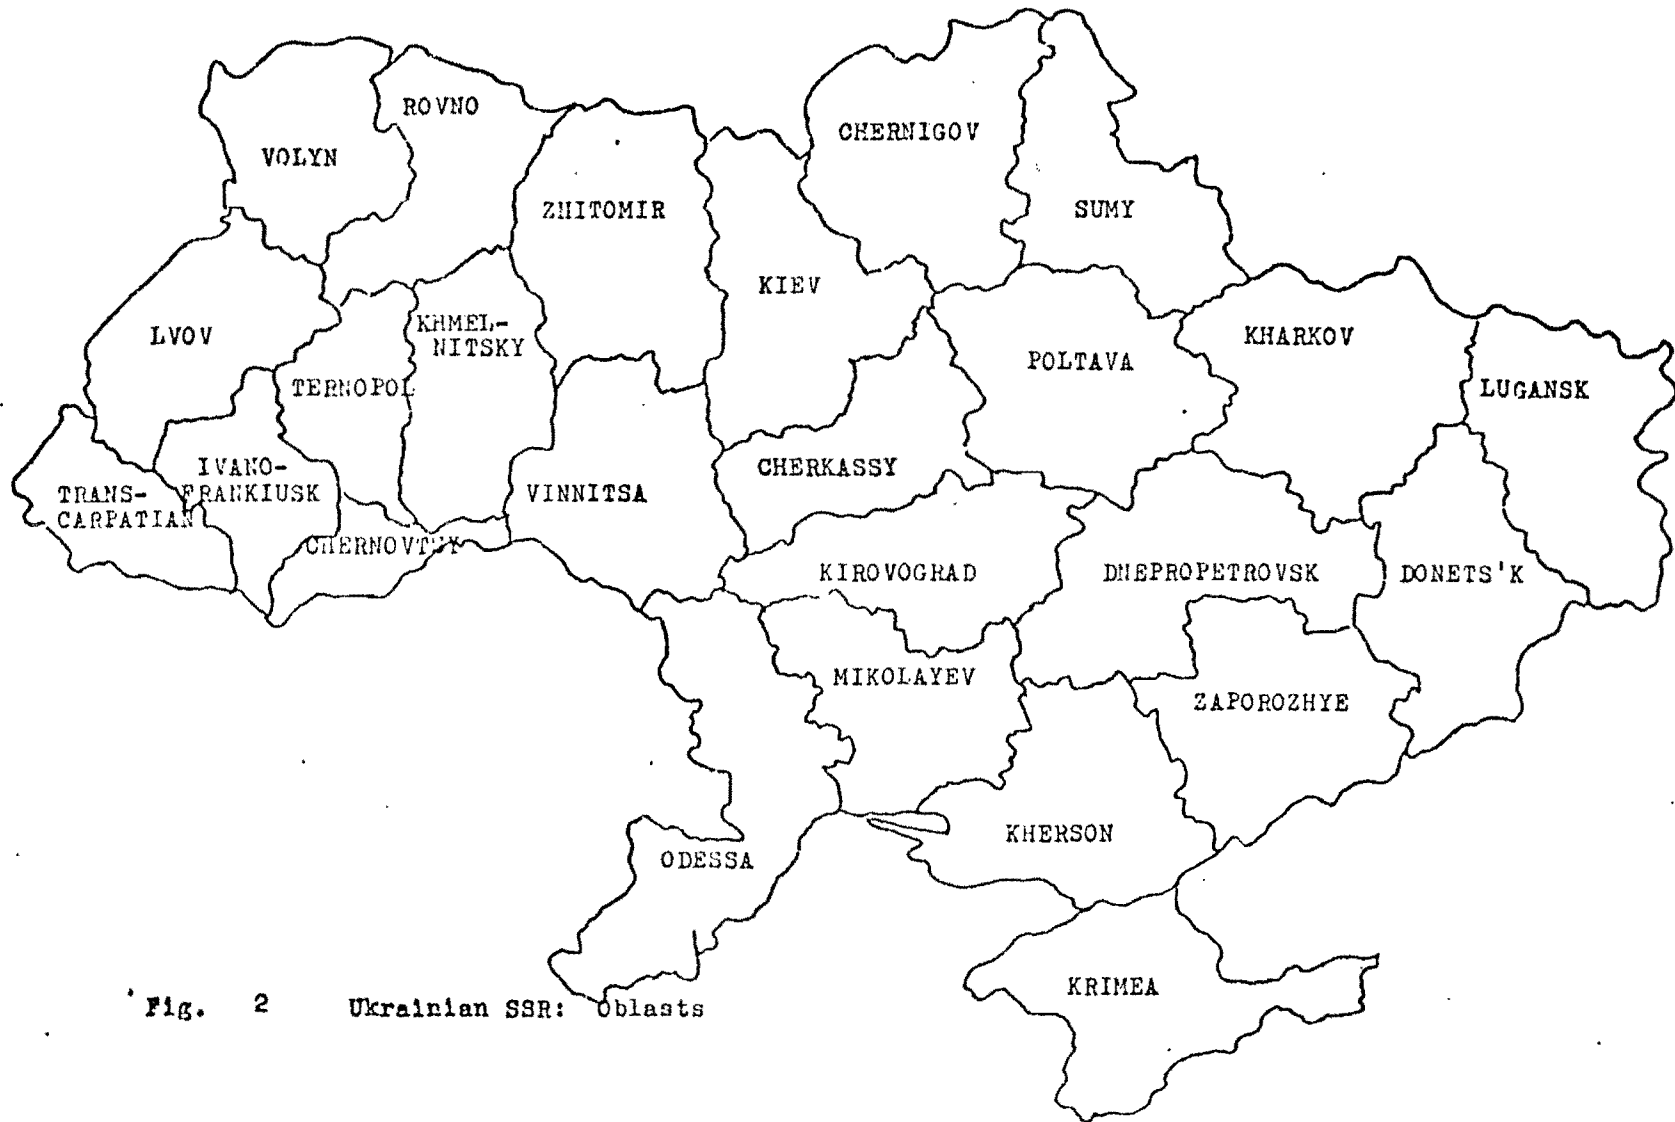 ROVNO
CHERNIGOV
VOLYN
ZHITOMIR
SUMY
KIEV
KHMEL-
NITSKY
LVOV
KHARKOV
POLTAVA
TERNOPOL
LUGANSK
IVANO-
FRANKIUSK
CHERKASSY
TRANS-
CARPATIAN
VINNITSA
CHERNOVTSY
KIROVOGRAD
DNEPROPETROVSK
DONETS'K
MIKOLAYEV
ZAPOROZHYE
KHERSON
ODESSA
KRIMEA
Fig. 2 Ukrainian SSR: Oblasts